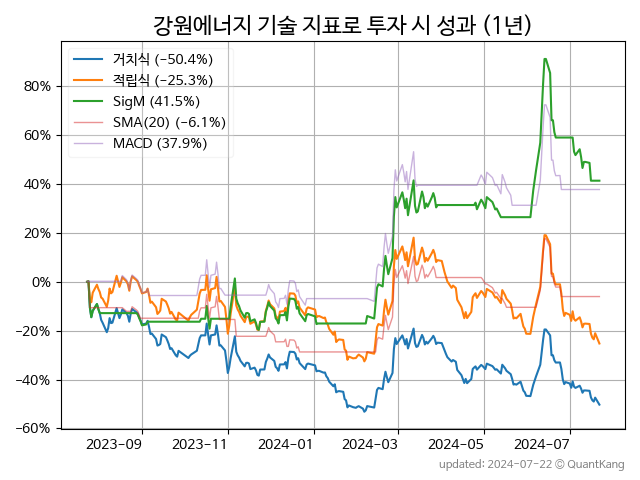 강원에너지 기술 지표로 투자 시 성과 (1년)
거치식 (−50.4%)
적립식 (−25.3%)
SigM (41.5%)
SMA(20) (−6.1%)
MACD (37.9%)
80%
60%
40%
20%
0%
−20%
−40%
−60%
2023-09 2023-11 2024-01 2024-03 2024-05 2024-07
updated: 2024-07-22 © QuantKang